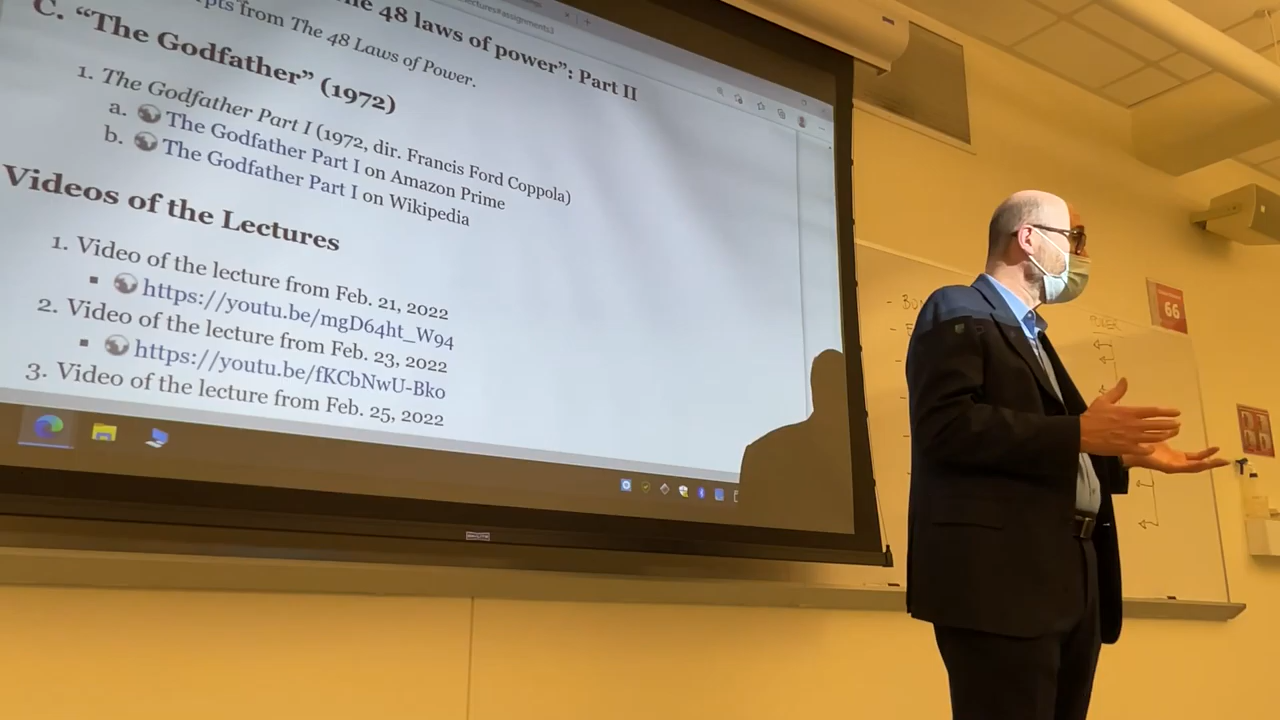 48 laws of power”: Part II
from The 48 Laws of Power.
C. “The Godfather” (1972)
1. The Godfather Part I (1972, dir. Francis Ford Coppola)
a. The Godfather Part I on Amazon Prime
b. The Godfather Part I on Wikipedia
Videos of the Lectures
1. Video of the lecture from Feb. 21, 2022
https://youtu.be/mgD64ht_W94
2. Video of the lecture from Feb. 23, 2022
https://youtu.be/fKCbNwU-Bko
3. Video of the lecture from Feb. 25, 2022
POWER
66